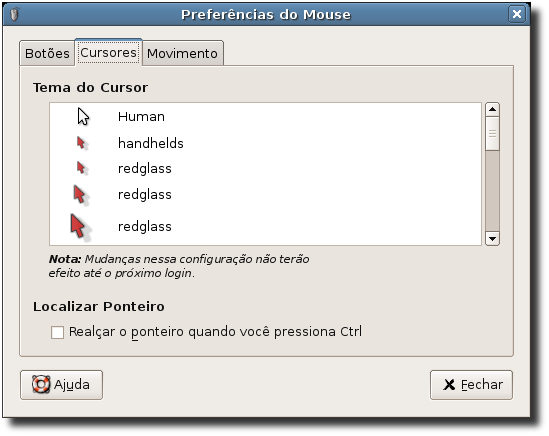 Preferências do Mouse
Botões Cursores Movimento
Tema do Cursor
Human
handhelds
redglass
redglass
redglass
Nota: Mudanças nessa configuração não terão
efeito até o próximo login.
Localizar Ponteiro
Realçar o ponteiro quando você pressiona Ctrl
Ajuda Fechar